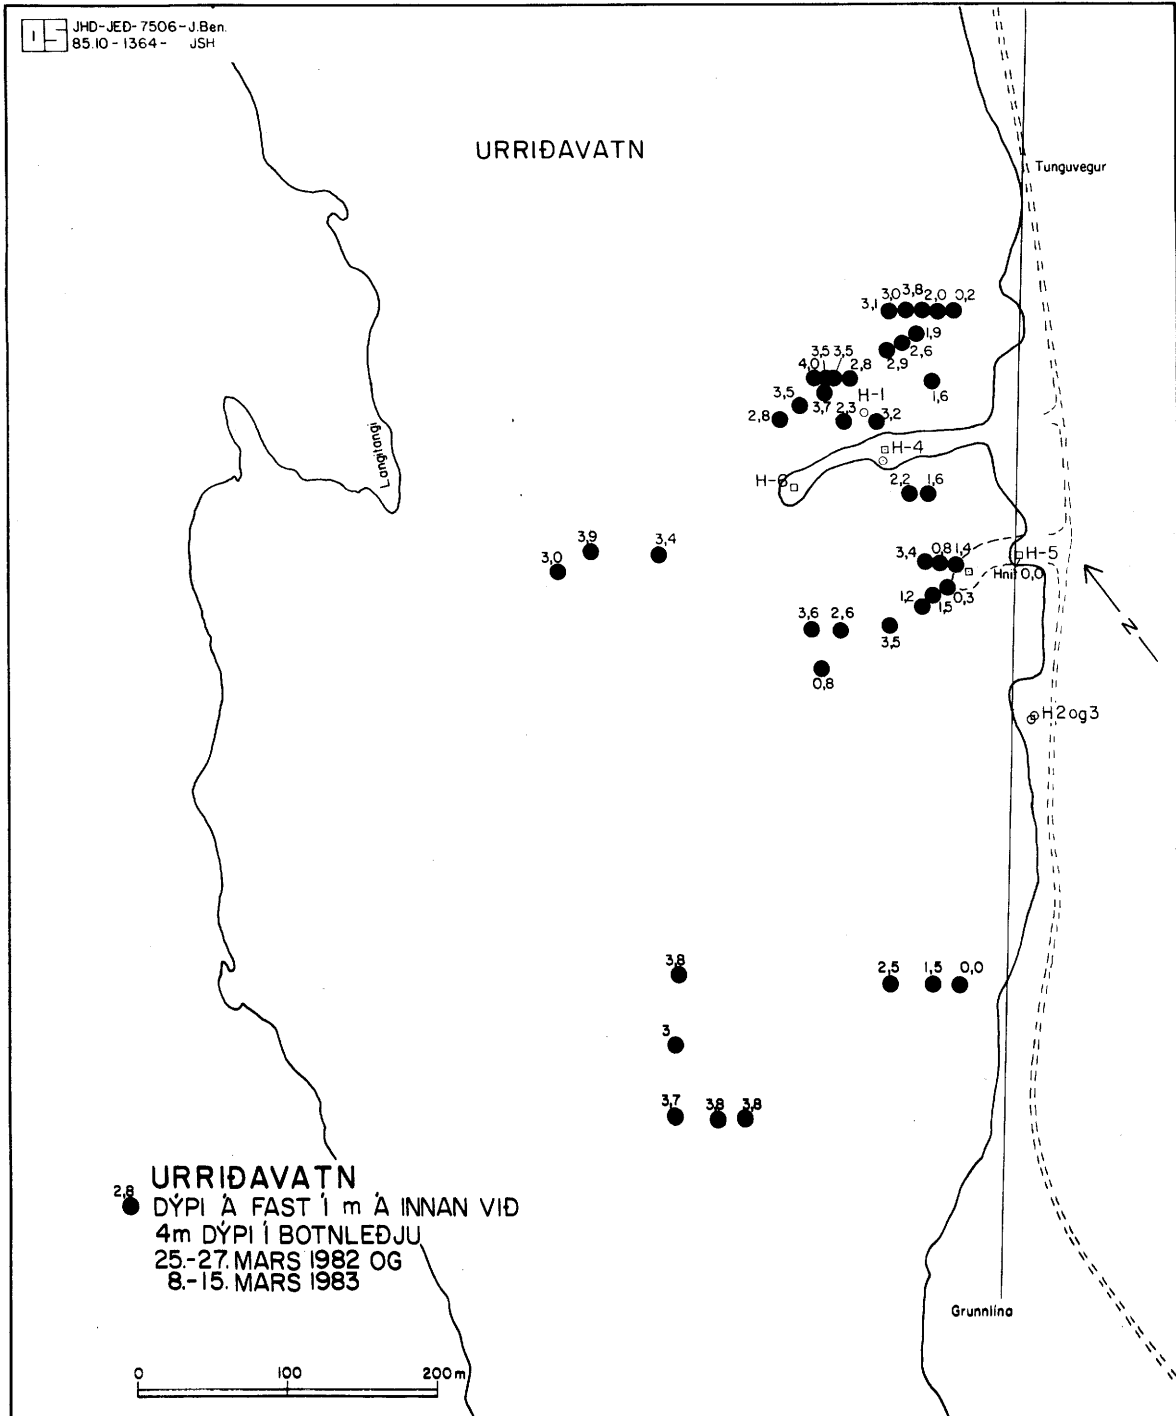 OS JHD-JED-7506-J.Ben.
85.10-1364- JSH
URRIÐAVATN
Tunguvegur
3,1 3,0 3,8 2,0 0,2
1,9
2,9 2,6
4,0 3,5 3,5 2,8
1,6
3,5 3,7 H-1
2,8 2,3 3,2
Langitangi
H-4
H-6
2,2 1,6
3,0 3,9 3,4
3,4 0,8 1,4 H-5
Hnit 0,0
1,2 1,5 0,3
3,6 2,6 3,5
0,8
N
H2og3
3,8 2,5 1,5 0,0
3
3,7 3,8 3,8
URRIÐAVATN
2,8 DÝPI Á FAST Í m Á INNAN VIÐ
4m DÝPI Í BOTNLEÐJU
25.-27. MARS 1982 OG
8.-15. MARS 1983
Grunnlína
0 100 200 m